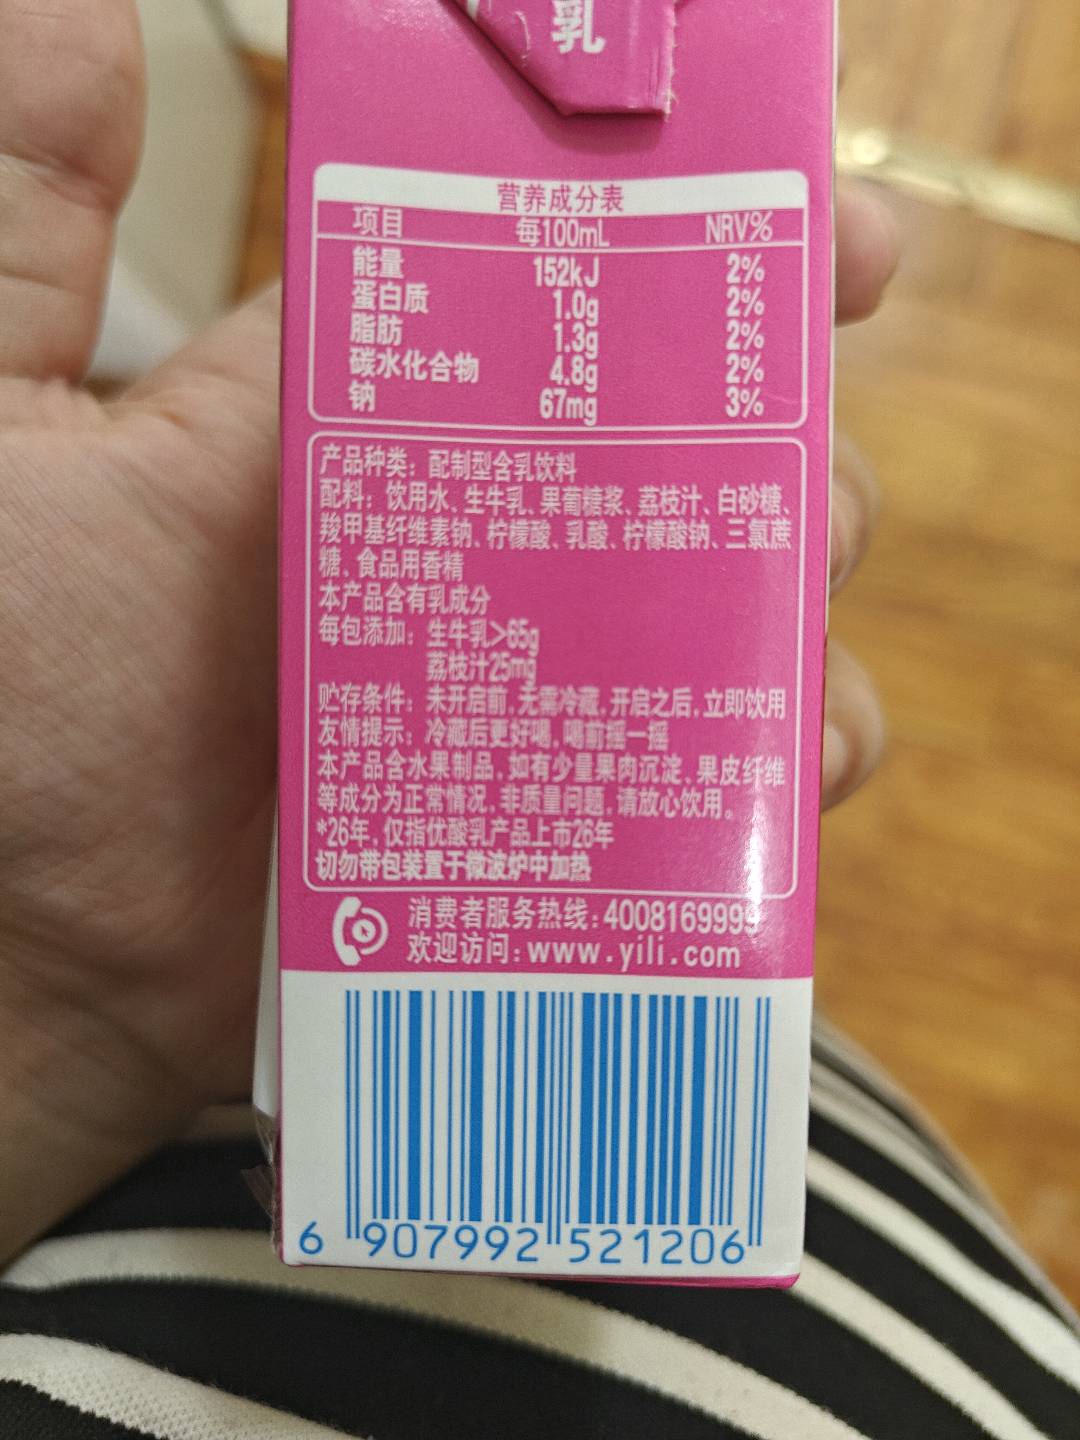 乳
营养成分表
项目 每100mL NRV%
能量 152kJ 2%
蛋白质 1.0g 2%
脂肪 1.3g 2%
碳水化合物 4.8g 2%
钠 67mg 3%
产品种类：配制型含乳饮料
配料：饮用水、生牛乳、果葡糖浆、荔枝汁、白砂糖、
羧甲基纤维素钠、柠檬酸、乳酸、柠檬酸钠、三氯蔗
糖、食品用香精
本产品含有乳成分
每包添加：生牛乳>65g
荔枝汁25mg
贮存条件：未开启前,无需冷藏,开启之后,立即饮用
友情提示：冷藏后更好喝,喝前摇一摇
本产品含水果制品,如有少量果肉沉淀、果皮纤维
等成分为正常情况,非质量问题,请放心饮用。
*26年,仅指优酸乳产品上市26年
切勿带包装置于微波炉中加热
消费者服务热线:4008169999
欢迎访问:www.yili.com
6 907992 521206